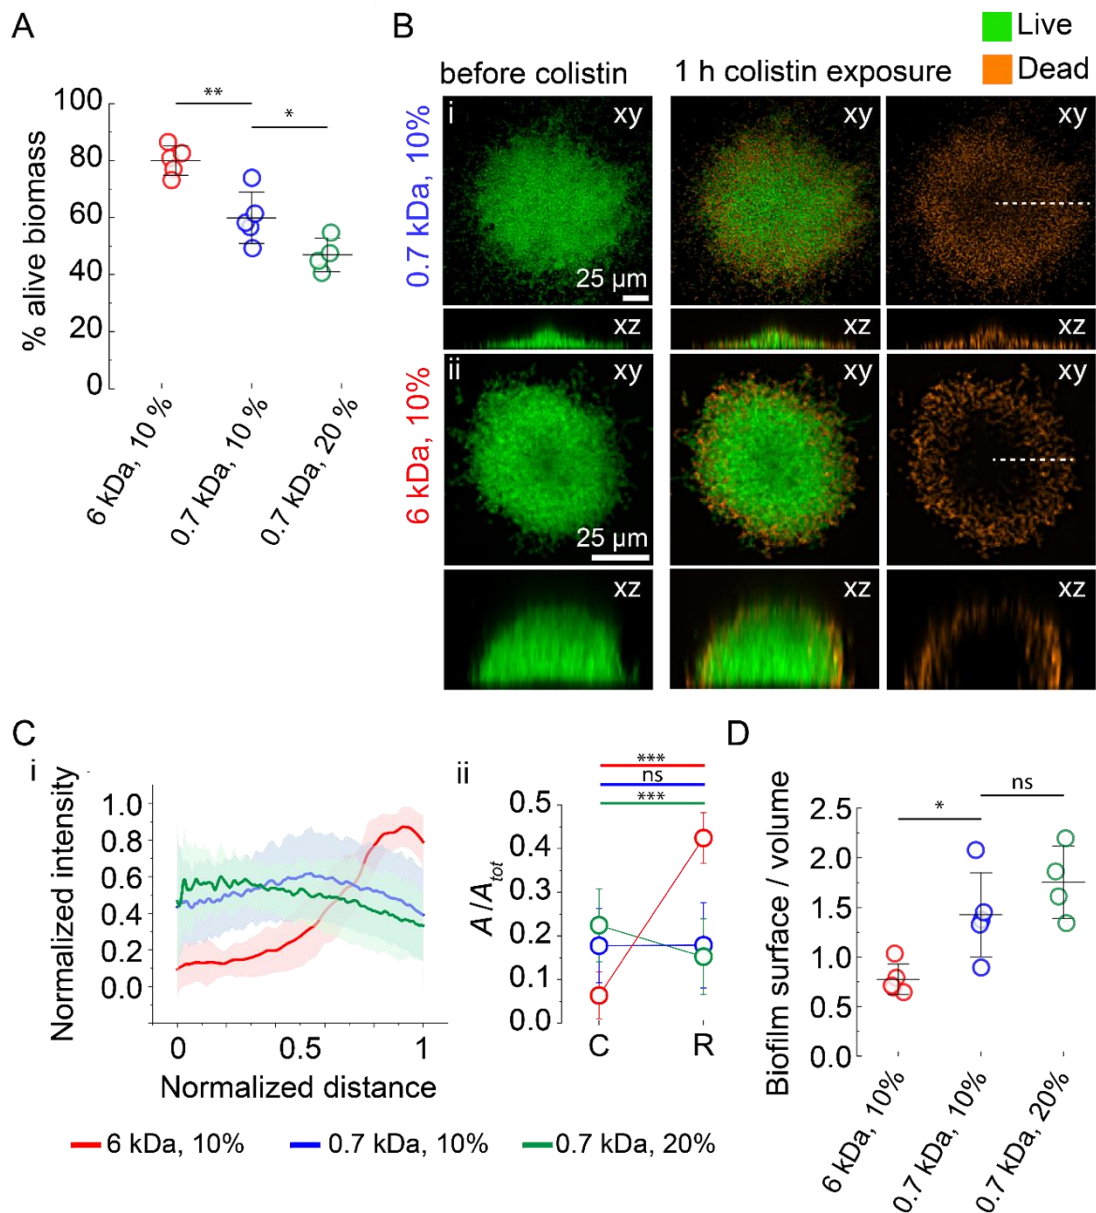 A
100
80
60
40
20
0
% alive biomass
**
*
6 kDa, 10 %
0.7 kDa, 10 %
0.7 kDa, 20 %
B
Live
Dead
before colistin
1 h colistin exposure
0.7 kDa, 10%
i
xy
25 µm
xy
xy
xz
xz
xz
6 kDa, 10%
ii
xy
25 µm
xy
xy
xz
xz
xz
C
i
Normalized intensity
1.0
0.8
0.6
0.4
0.2
0.0
0
0.5
1
Normalized distance
ii
***
ns
***
A/Atot
0.5
0.4
0.3
0.2
0.1
0.0
C
R
6 kDa, 10%
0.7 kDa, 10%
0.7 kDa, 20%
D
Biofilm surface / volume
2.5
2.0
1.5
1.0
0.5
0.0
*
ns
6 kDa, 10%
0.7 kDa, 10%
0.7 kDa, 20%